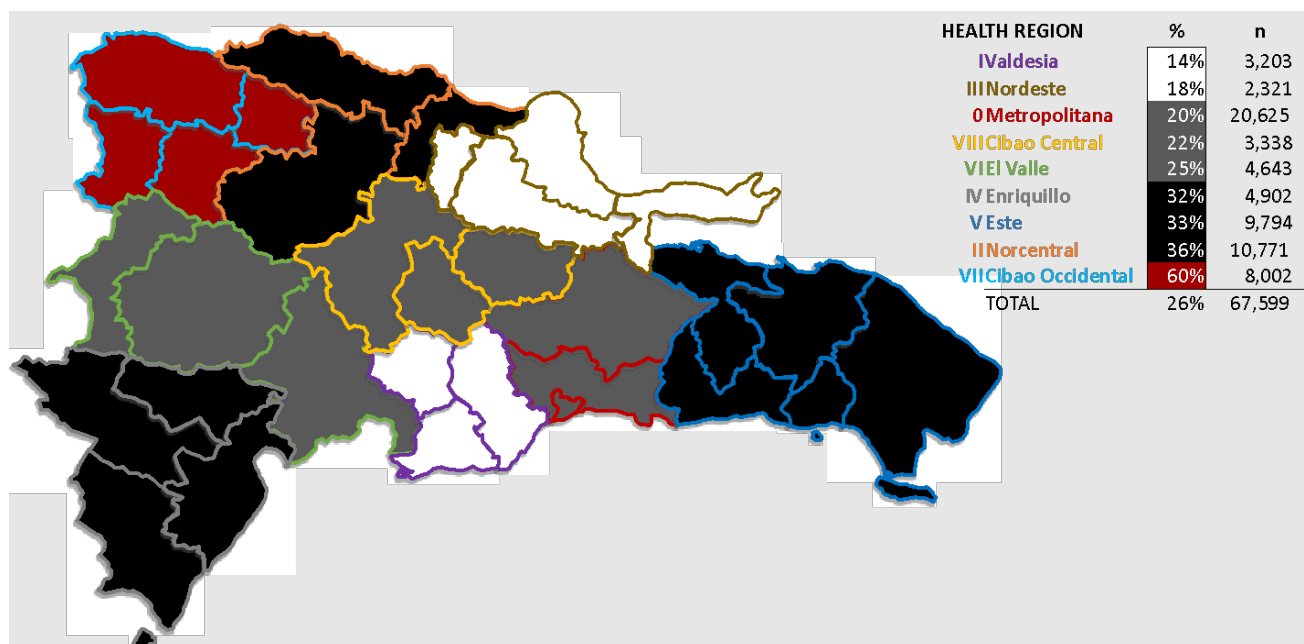 HEALTH REGION % n
I Valdesia 14% 3,203
III Nordeste 18% 2,321
0 Metropolitana 20% 20,625
VIII Cibao Central 22% 3,338
VI El Valle 25% 4,643
IV Enriquillo 32% 4,902
V Este 33% 9,794
II Norcentral 36% 10,771
VII Cibao Occidental 60% 8,002
TOTAL 26% 67,599